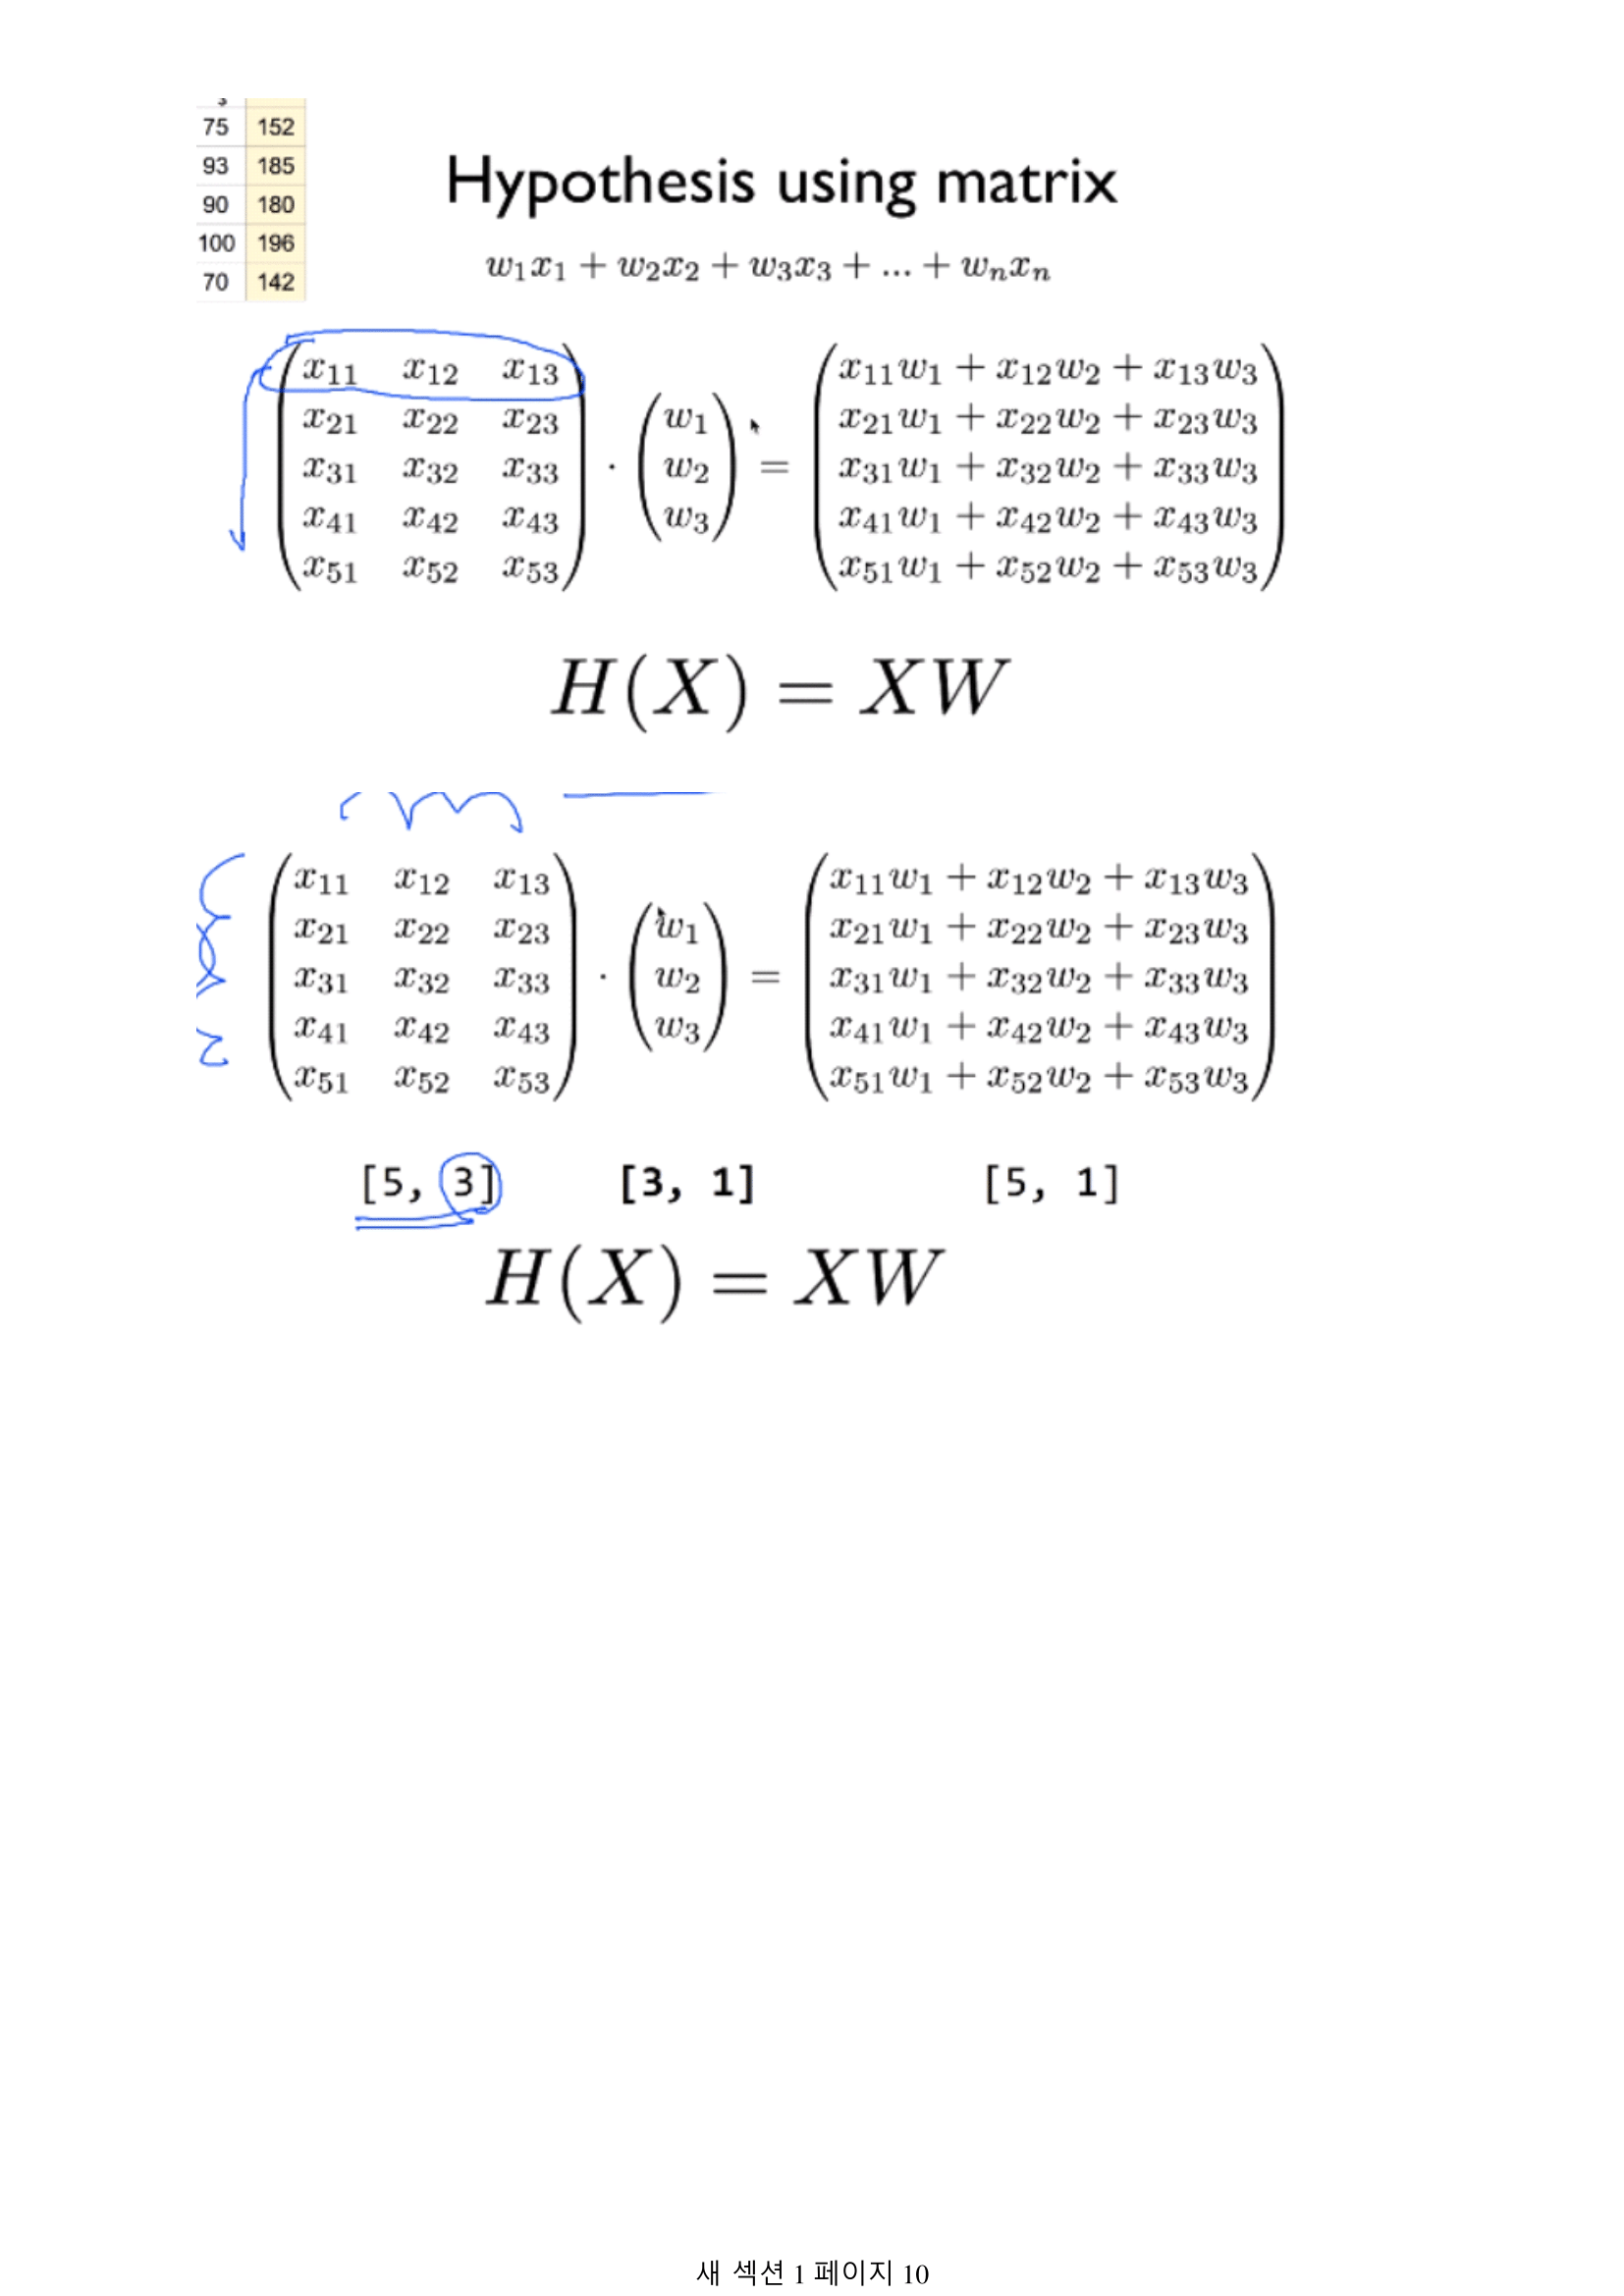 75 152
93 185
90 180
100 196
70 142
Hypothesis using matrix
w₁x₁ + w₂x₂ + w₃x₃ + ... + wₙxₙ
x₁₁ x₁₂ x₁₃
x₂₁ x₂₂ x₂₃
x₃₁ x₃₂ x₃₃
x₄₁ x₄₂ x₄₃
x₅₁ x₅₂ x₅₃
·
w₁
w₂
w₃
=
x₁₁w₁ + x₁₂w₂ + x₁₃w₃
x₂₁w₁ + x₂₂w₂ + x₂₃w₃
x₃₁w₁ + x₃₂w₂ + x₃₃w₃
x₄₁w₁ + x₄₂w₂ + x₄₃w₃
x₅₁w₁ + x₅₂w₂ + x₅₃w₃
H(X) = XW
x₁₁ x₁₂ x₁₃
x₂₁ x₂₂ x₂₃
x₃₁ x₃₂ x₃₃
x₄₁ x₄₂ x₄₃
x₅₁ x₅₂ x₅₃
·
w₁
w₂
w₃
=
x₁₁w₁ + x₁₂w₂ + x₁₃w₃
x₂₁w₁ + x₂₂w₂ + x₂₃w₃
x₃₁w₁ + x₃₂w₂ + x₃₃w₃
x₄₁w₁ + x₄₂w₂ + x₄₃w₃
x₅₁w₁ + x₅₂w₂ + x₅₃w₃
[5, 3] [3, 1] [5, 1]
H(X) = XW
새 섹션 1 페이지 10